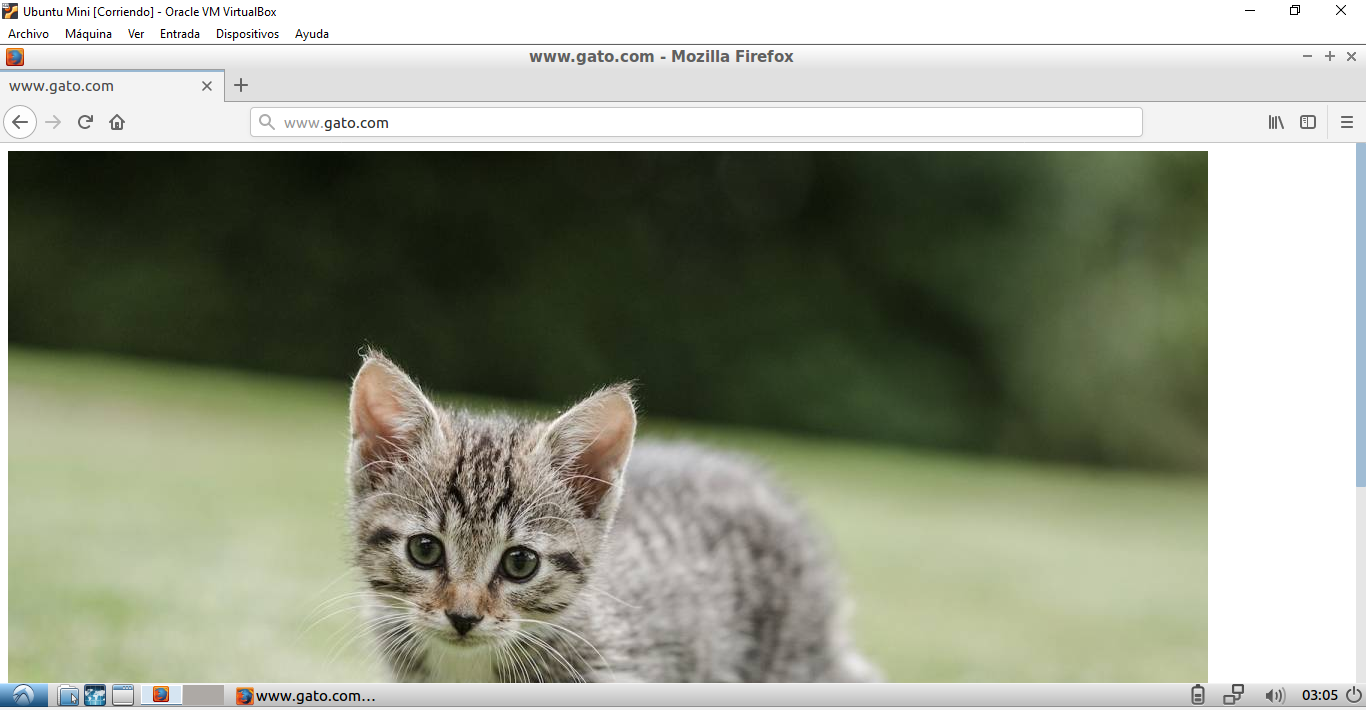 Ubuntu Mini [Corriendo] - Oracle VM VirtualBox
Archivo Máquina Ver Entrada Dispositivos Ayuda
www.gato.com - Mozilla Firefox
www.gato.com
www.gato.com
www.gato.com...
03:05